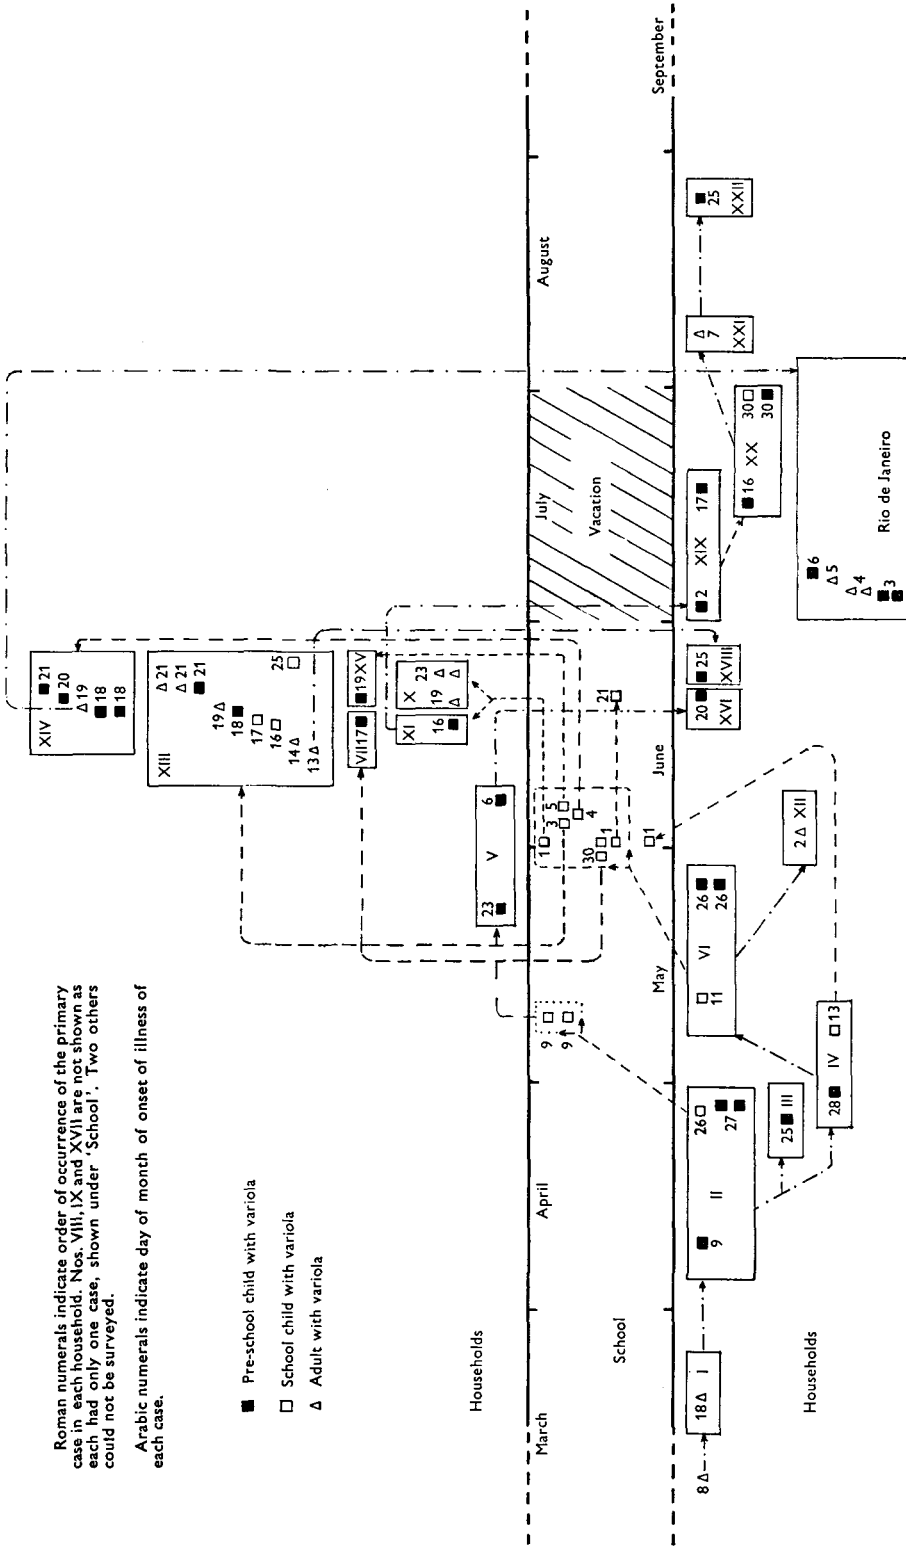 Roman numerals indicate order of occurrence of the primary
case in each household. Nos. VIII, IX and XVII are not shown as
each had only one case, shown under 'School'. Two others
could not be surveyed.
Arabic numerals indicate day of month of onset of illness of
each case.
Pre-school child with variola
School child with variola
Adult with variola
XIV
21
20
19
18
18
XIII
21
21
21
19
18
17
16
14
13
25
VII 17
19 XV
XI
16
X
19
23
V
23
6
Households
March
April
May
June
July
August
September
School
Vacation
9
9
1
3
5
4
30
1
21
1
8
18 I
II
9
26
27
VI
11
26
26
XVI
20
XVIII
25
XIX
2
17
XXI
7
XXII
25
25 III
2 XII
XX
16
30
30
28 IV 13
Households
Rio de Janeiro
6
5
4
3